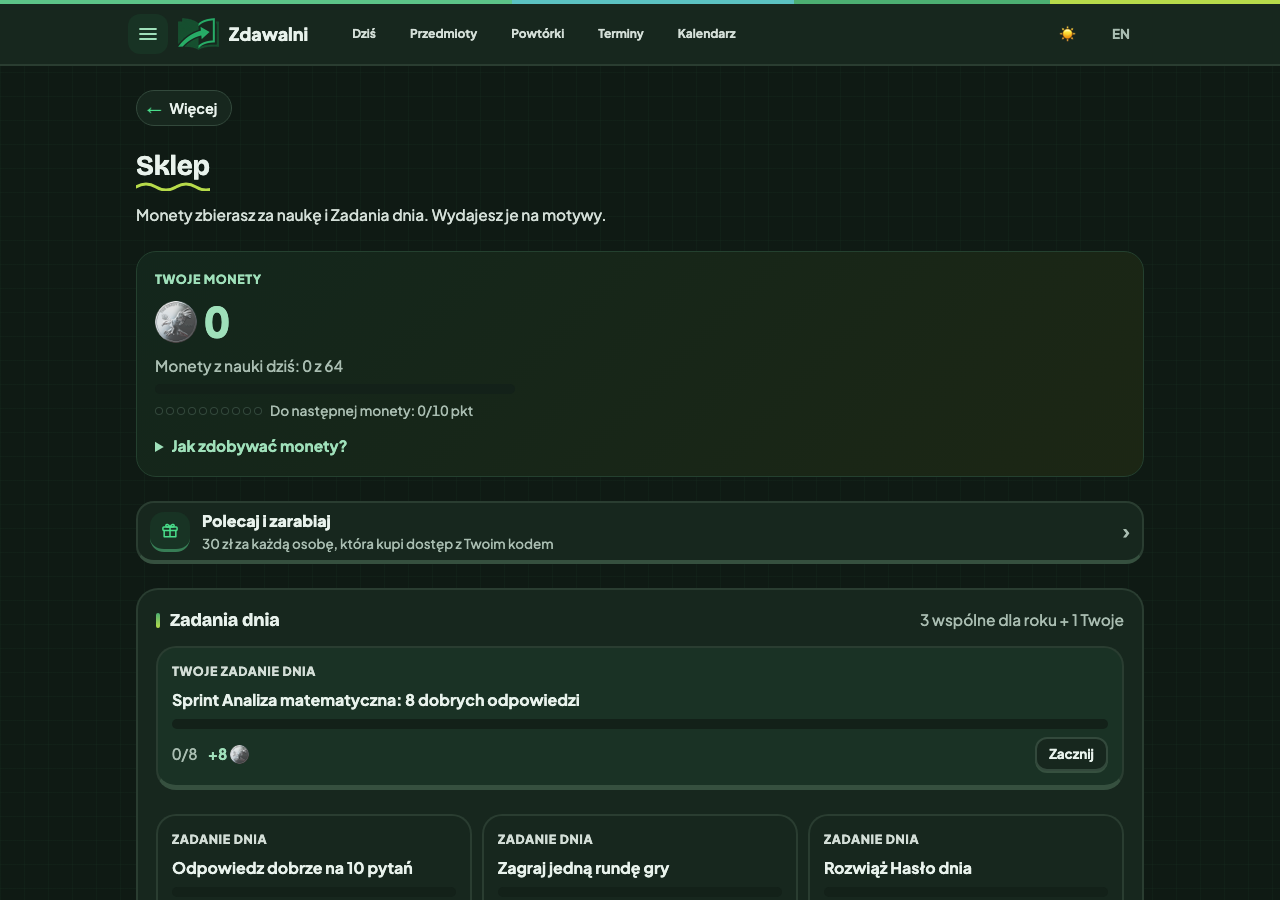 Zdawalni
Dziś
Przedmioty
Powtórki
Terminy
Kalendarz
EN
← Więcej
Sklep
Monety zbierasz za naukę i Zadania dnia. Wydajesz je na motywy.
TWOJE MONETY
0
Monety z nauki dziś: 0 z 64
Do następnej monety: 0/10 pkt
Jak zdobywać monety?
Polecaj i zarabiaj
30 zł za każdą osobę, która kupi dostęp z Twoim kodem
Zadania dnia
3 wspólne dla roku + 1 Twoje
TWOJE ZADANIE DNIA
Sprint Analiza matematyczna: 8 dobrych odpowiedzi
0/8 +8
Zacznij
ZADANIE DNIA
Odpowiedz dobrze na 10 pytań
ZADANIE DNIA
Zagraj jedną rundę gry
ZADANIE DNIA
Rozwiąż Hasło dnia